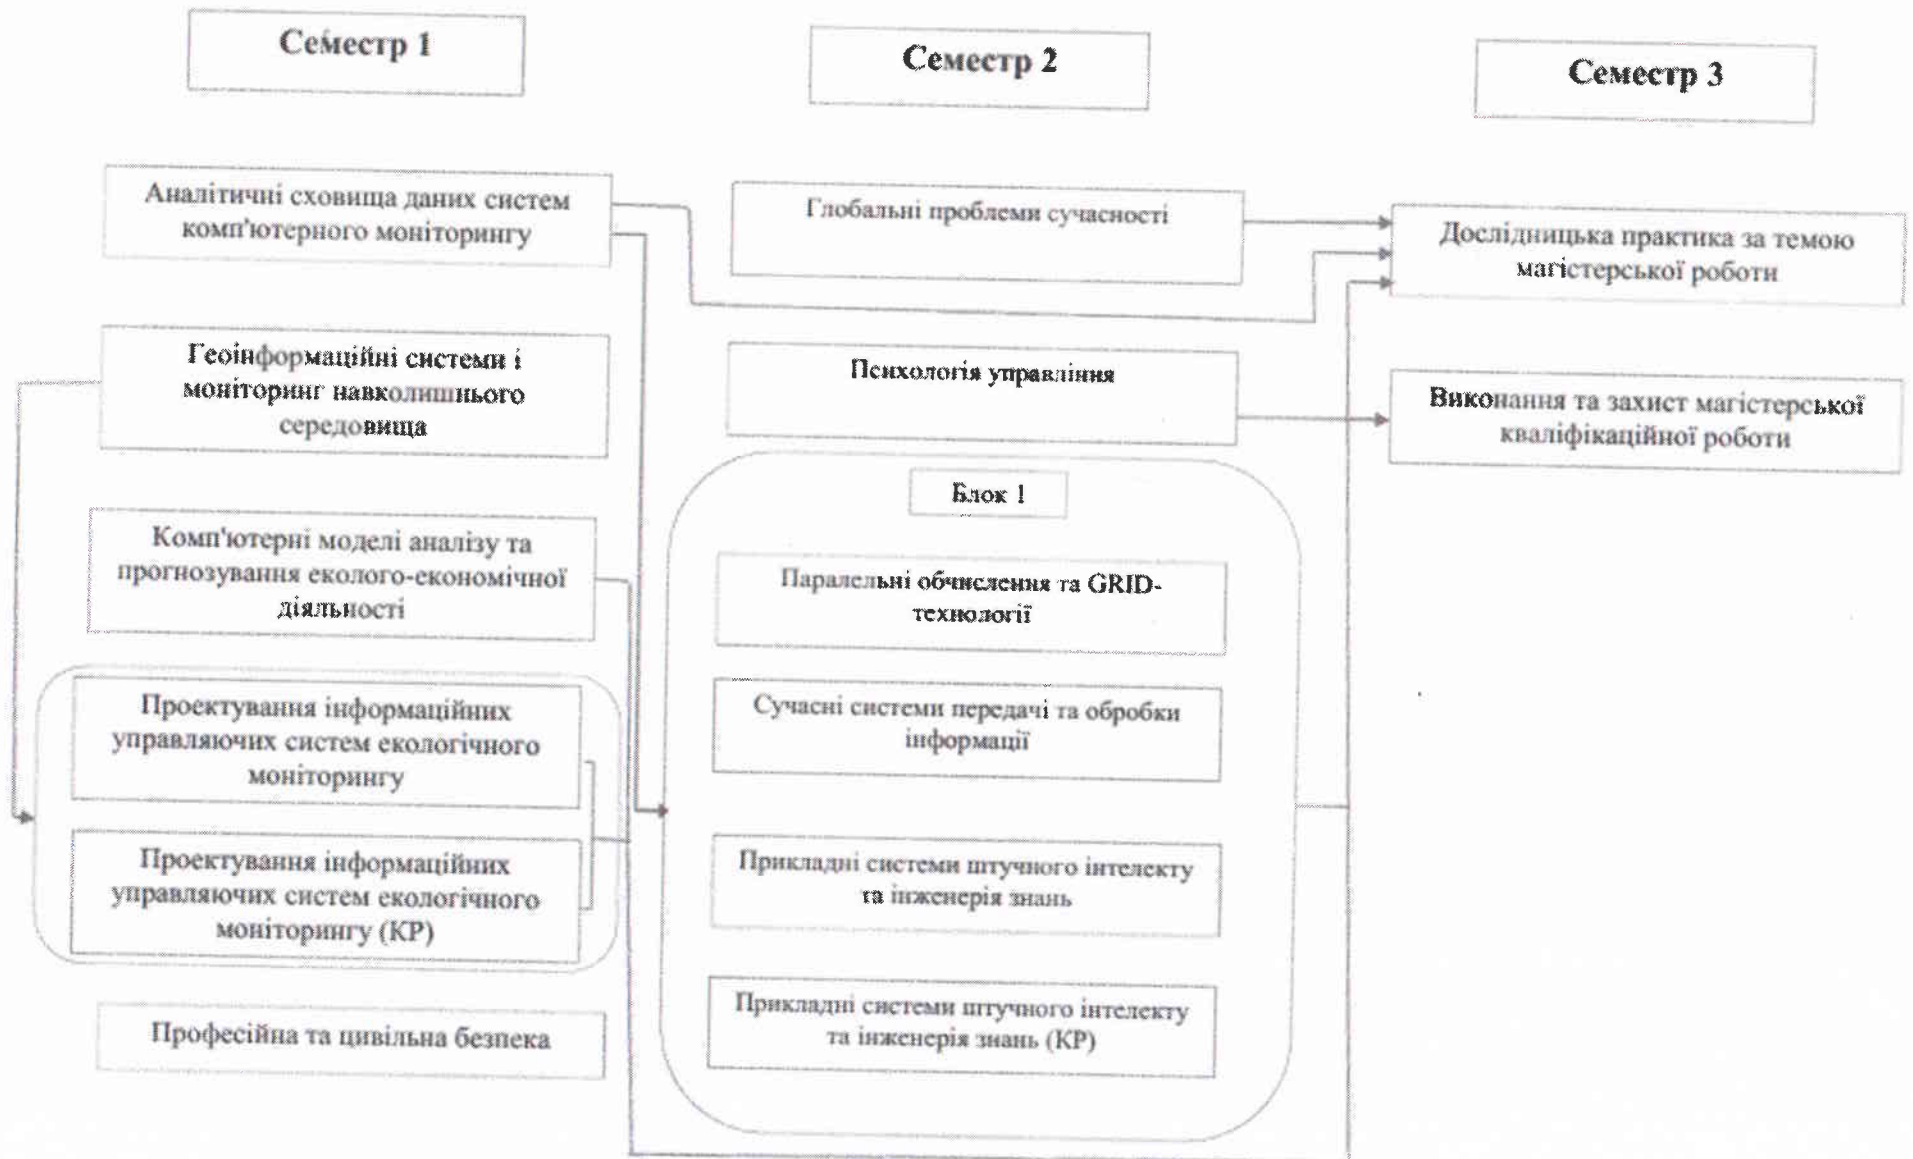 Семестр 1
Семестр 2
Семестр 3
Аналітичні сховища даних систем
комп'ютерного моніторингу
Геоінформаційні системи і
моніторинг навколишнього
середовища
Комп'ютерні моделі аналізу та
прогнозування еколого-економічної
діяльності
Проектування інформаційних
управляючих систем екологічного
моніторингу
Проектування інформаційних
управляючих систем екологічного
моніторингу (КР)
Професійна та цивільна безпека
Глобальні проблеми сучасності
Психологія управління
Блок 1
Паралельні обчислення та GRID-
технології
Сучасні системи передачі та обробки
інформації
Прикладні системи штучного інтелекту
та інженерія знань
Прикладні системи штучного інтелекту
та інженерія знань (КР)
Дослідницька практика за темою
магістерської роботи
Виконання та захист магістерської
кваліфікаційної роботи